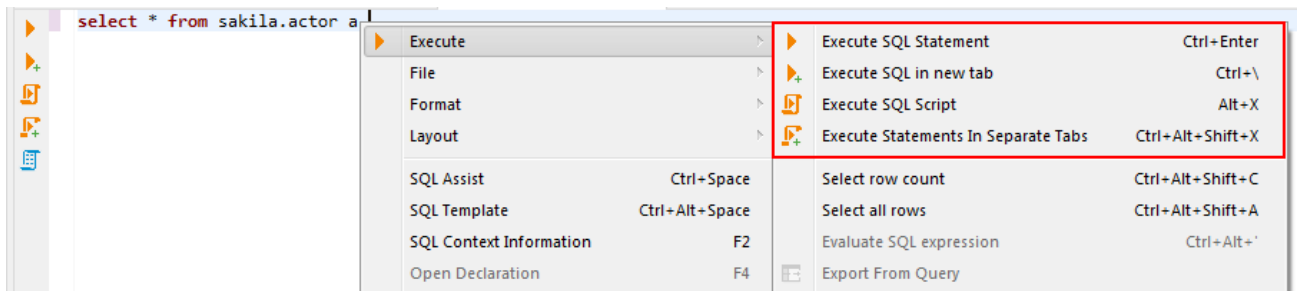 select * from sakila.actor a
Execute
File
Format
Layout
SQL Assist Ctrl+Space
SQL Template Ctrl+Alt+Space
SQL Context Information F2
Open Declaration F4
Execute SQL Statement Ctrl+Enter
Execute SQL in new tab Ctrl+\
Execute SQL Script Alt+X
Execute Statements In Separate Tabs Ctrl+Alt+Shift+X
Select row count Ctrl+Alt+Shift+C
Select all rows Ctrl+Alt+Shift+A
Evaluate SQL expression Ctrl+Alt+'
Export From Query